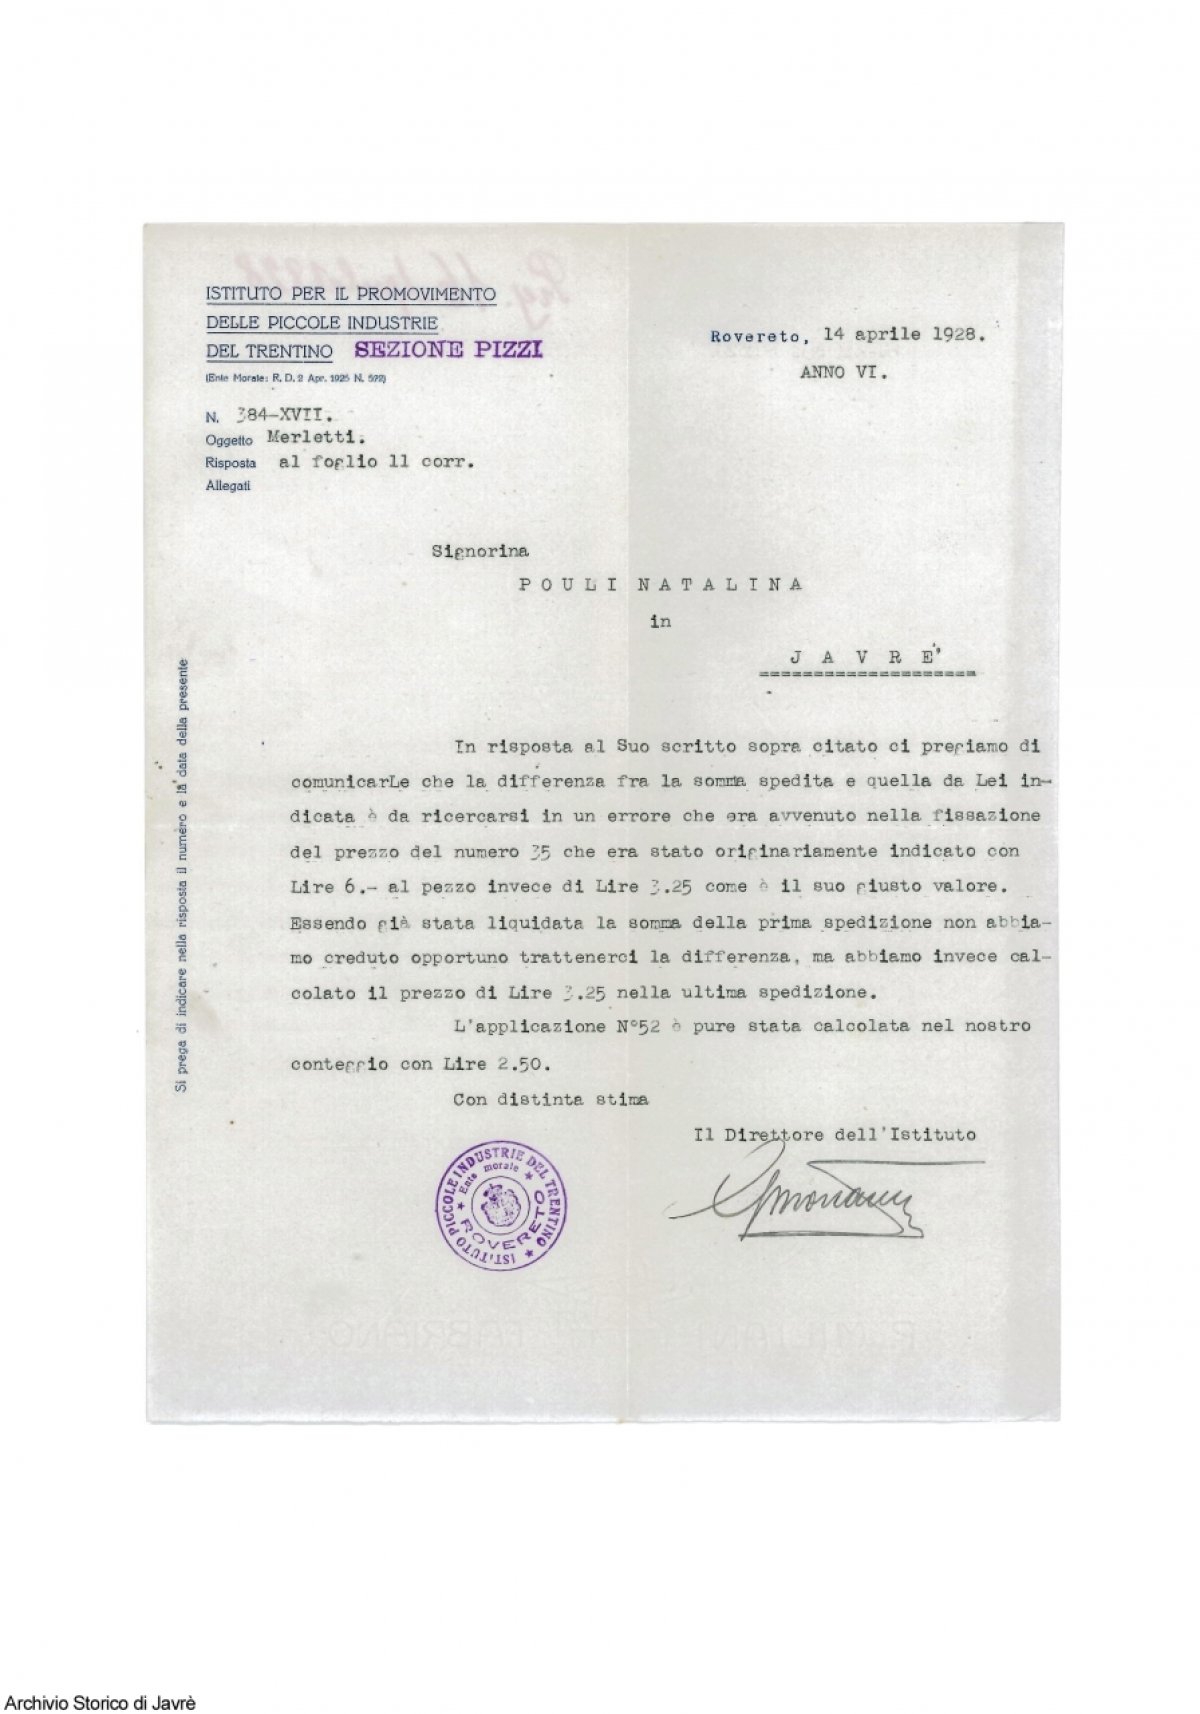 ISTITUTO PER IL PROMOVIMENTO
DELLE PICCOLE INDUSTRIE
DEL TRENTINO SEZIONE PIZZI
(Ente Morale: R. D. 2 Apr. 1925 N. 522)
Rovereto, 14 aprile 1928.
ANNO VI.
N. 384-XVII.
Oggetto Merletti.
Risposta al foglio 11 corr.
Allegati
Signorina
POULI NATALINA
in
JAVRE'
In risposta al Suo scritto sopra citato ci pregiamo di
comunicarLe che la differenza fra la somma spedita e quella da Lei in-
dicata è da ricercarsi in un errore che era avvenuto nella fissazione
del prezzo del numero 35 che era stato originariamente indicato con
Lire 6.- al pezzo invece di Lire 3.25 come è il suo giusto valore.
Essendo già stata liquidata la somma della prima spedizione non abbia-
mo creduto opportuno trattenerci la differenza, ma abbiamo invece cal-
colato il prezzo di Lire 3.25 nella ultima spedizione.
L'applicazione N°52 è pure stata calcolata nel nostro
conteggio con Lire 2.50.
Con distinta stima
Il Direttore dell'Istituto
ISTITUTO PICCOLE INDUSTRIE DEL TRENTINO
Ente morale
ROVERETO
Si prega di indicare nella risposta il numero e la data della presente
FABRIANO
Archivio Storico di Javrè